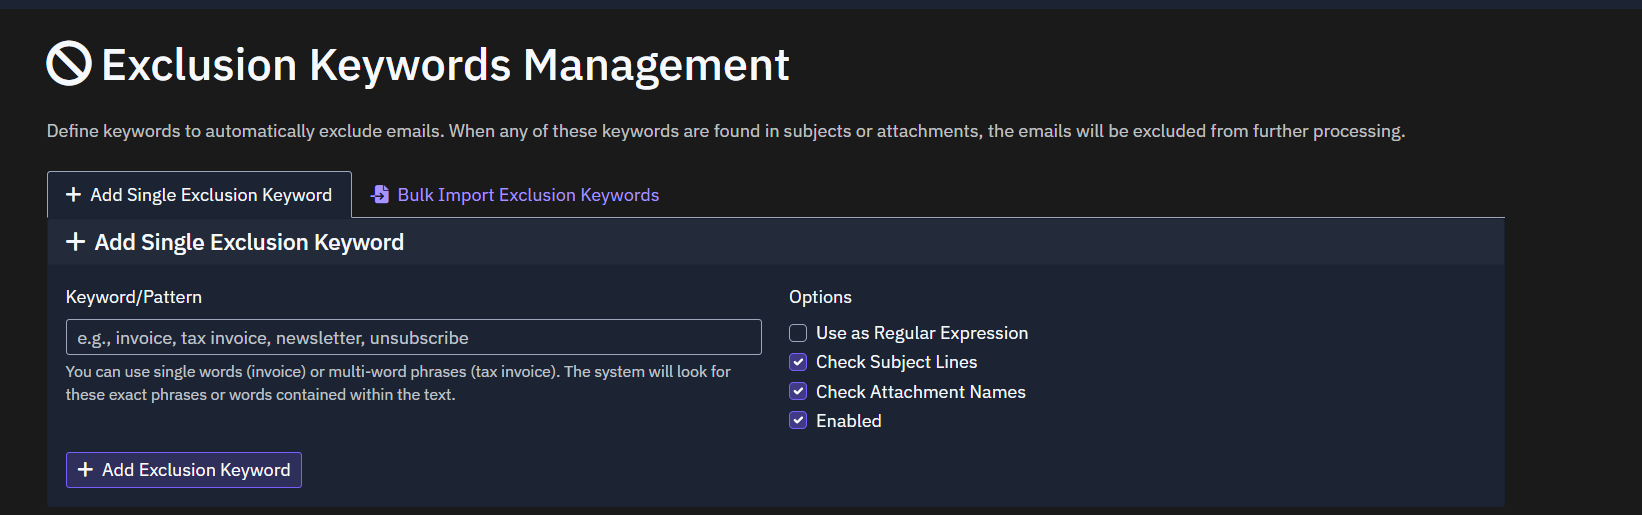 Exclusion Keywords Management
Define keywords to automatically exclude emails. When any of these keywords are found in subjects or attachments, the emails will be excluded from further processing.
Add Single Exclusion Keyword
Bulk Import Exclusion Keywords
Add Single Exclusion Keyword
Keyword/Pattern
e.g., invoice, tax invoice, newsletter, unsubscribe
You can use single words (invoice) or multi-word phrases (tax invoice). The system will look for
these exact phrases or words contained within the text.
Options
Use as Regular Expression
Check Subject Lines
Check Attachment Names
Enabled
Add Exclusion Keyword